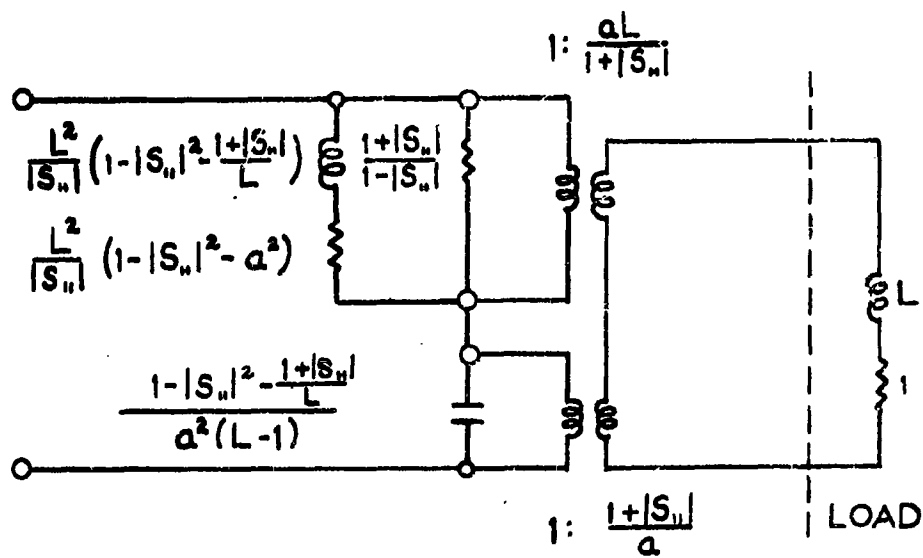 1: aL / (1+|S₁₁|)
L²/|S₁₁| (1-|S₁₁|²-(1+|S₁₁|)/L)
(1+|S₁₁|)/(1-|S₁₁|)
L²/|S₁₁| (1-|S₁₁|²-a²)
L
1
(1-|S₁₁|²-(1+|S₁₁|)/L) / (a²(L-1))
1: (1+|S₁₁|)/a
LOAD